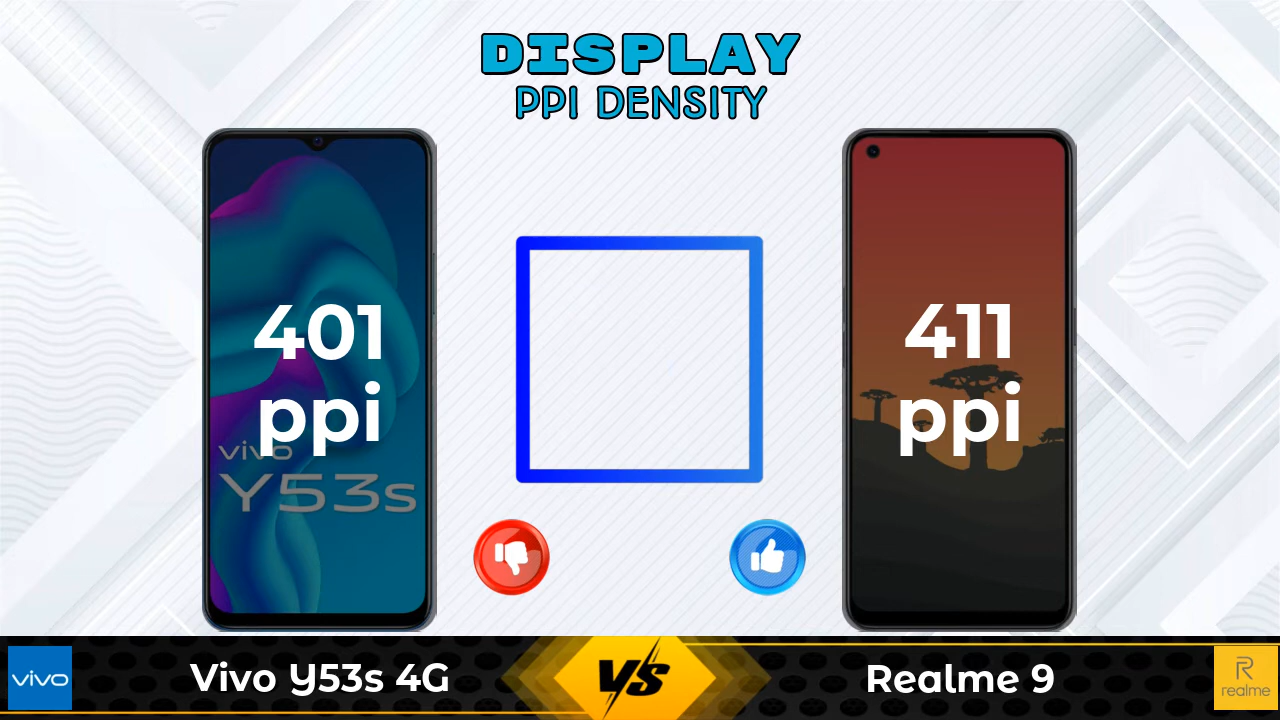 DISPLAY
PPI DENSITY
401
ppi
vivo
Y53s
411
ppi
vivo
Vivo Y53s 4G
VS
Realme 9
R
realme